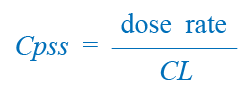 dose rate
Cpss =
CL